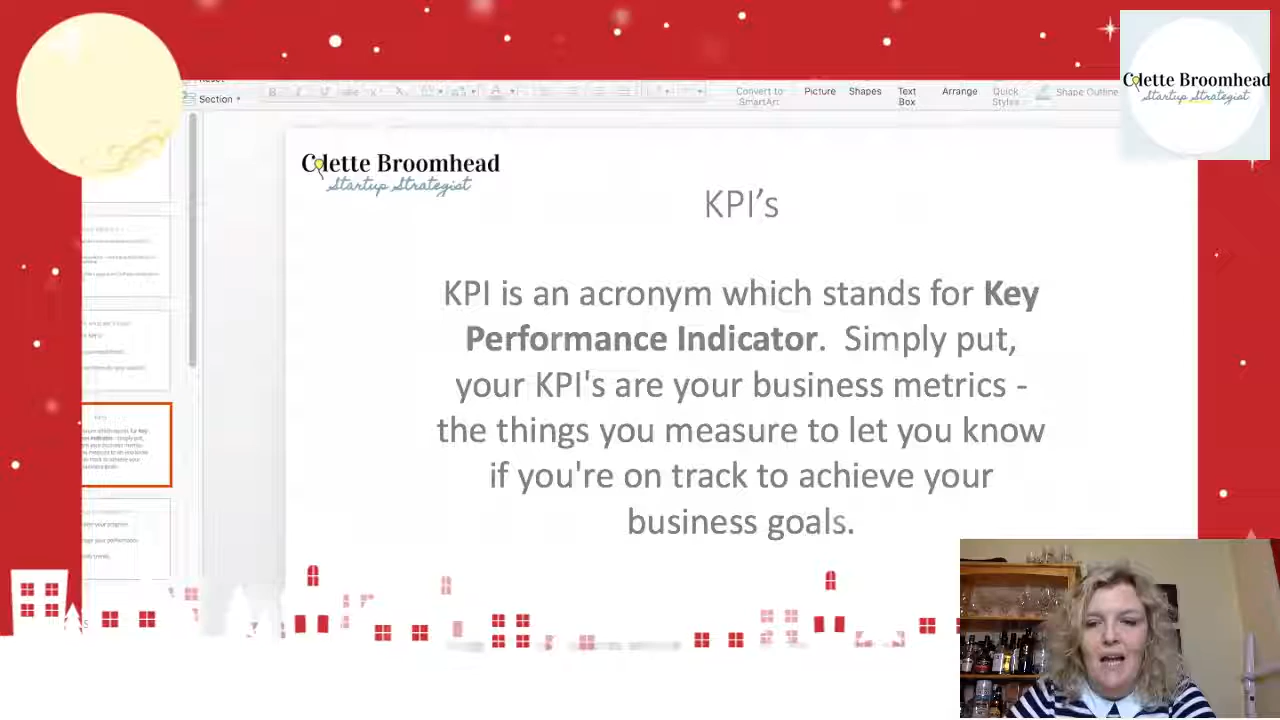 Section
Convert to
SmartArt
Picture
Shapes
Text
Box
Arrange
Quick
Styles
Shape Outline
Colette Broomhead
Startup Strategist
Colette Broomhead
Startup Strategist
KPI’s
KPI is an acronym which stands for Key
Performance Indicator.  Simply put,
your KPI's are your business metrics -
the things you measure to let you know
if you're on track to achieve your
business goals.